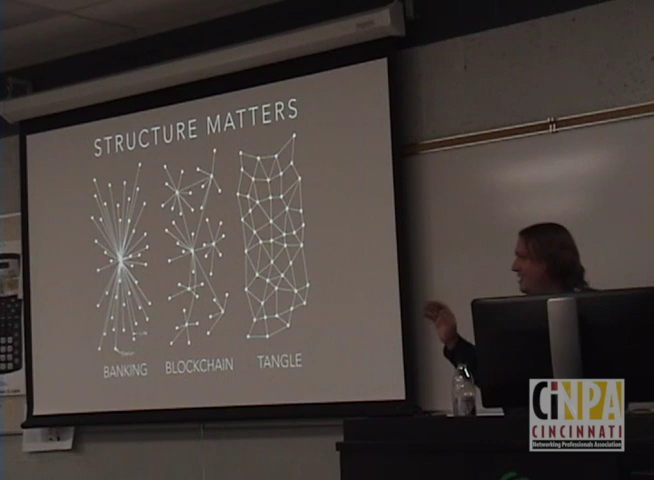 STRUCTURE MATTERS
BANKING BLOCKCHAIN TANGLE
CiNPA
CINCINNATI
Networking Professionals Association